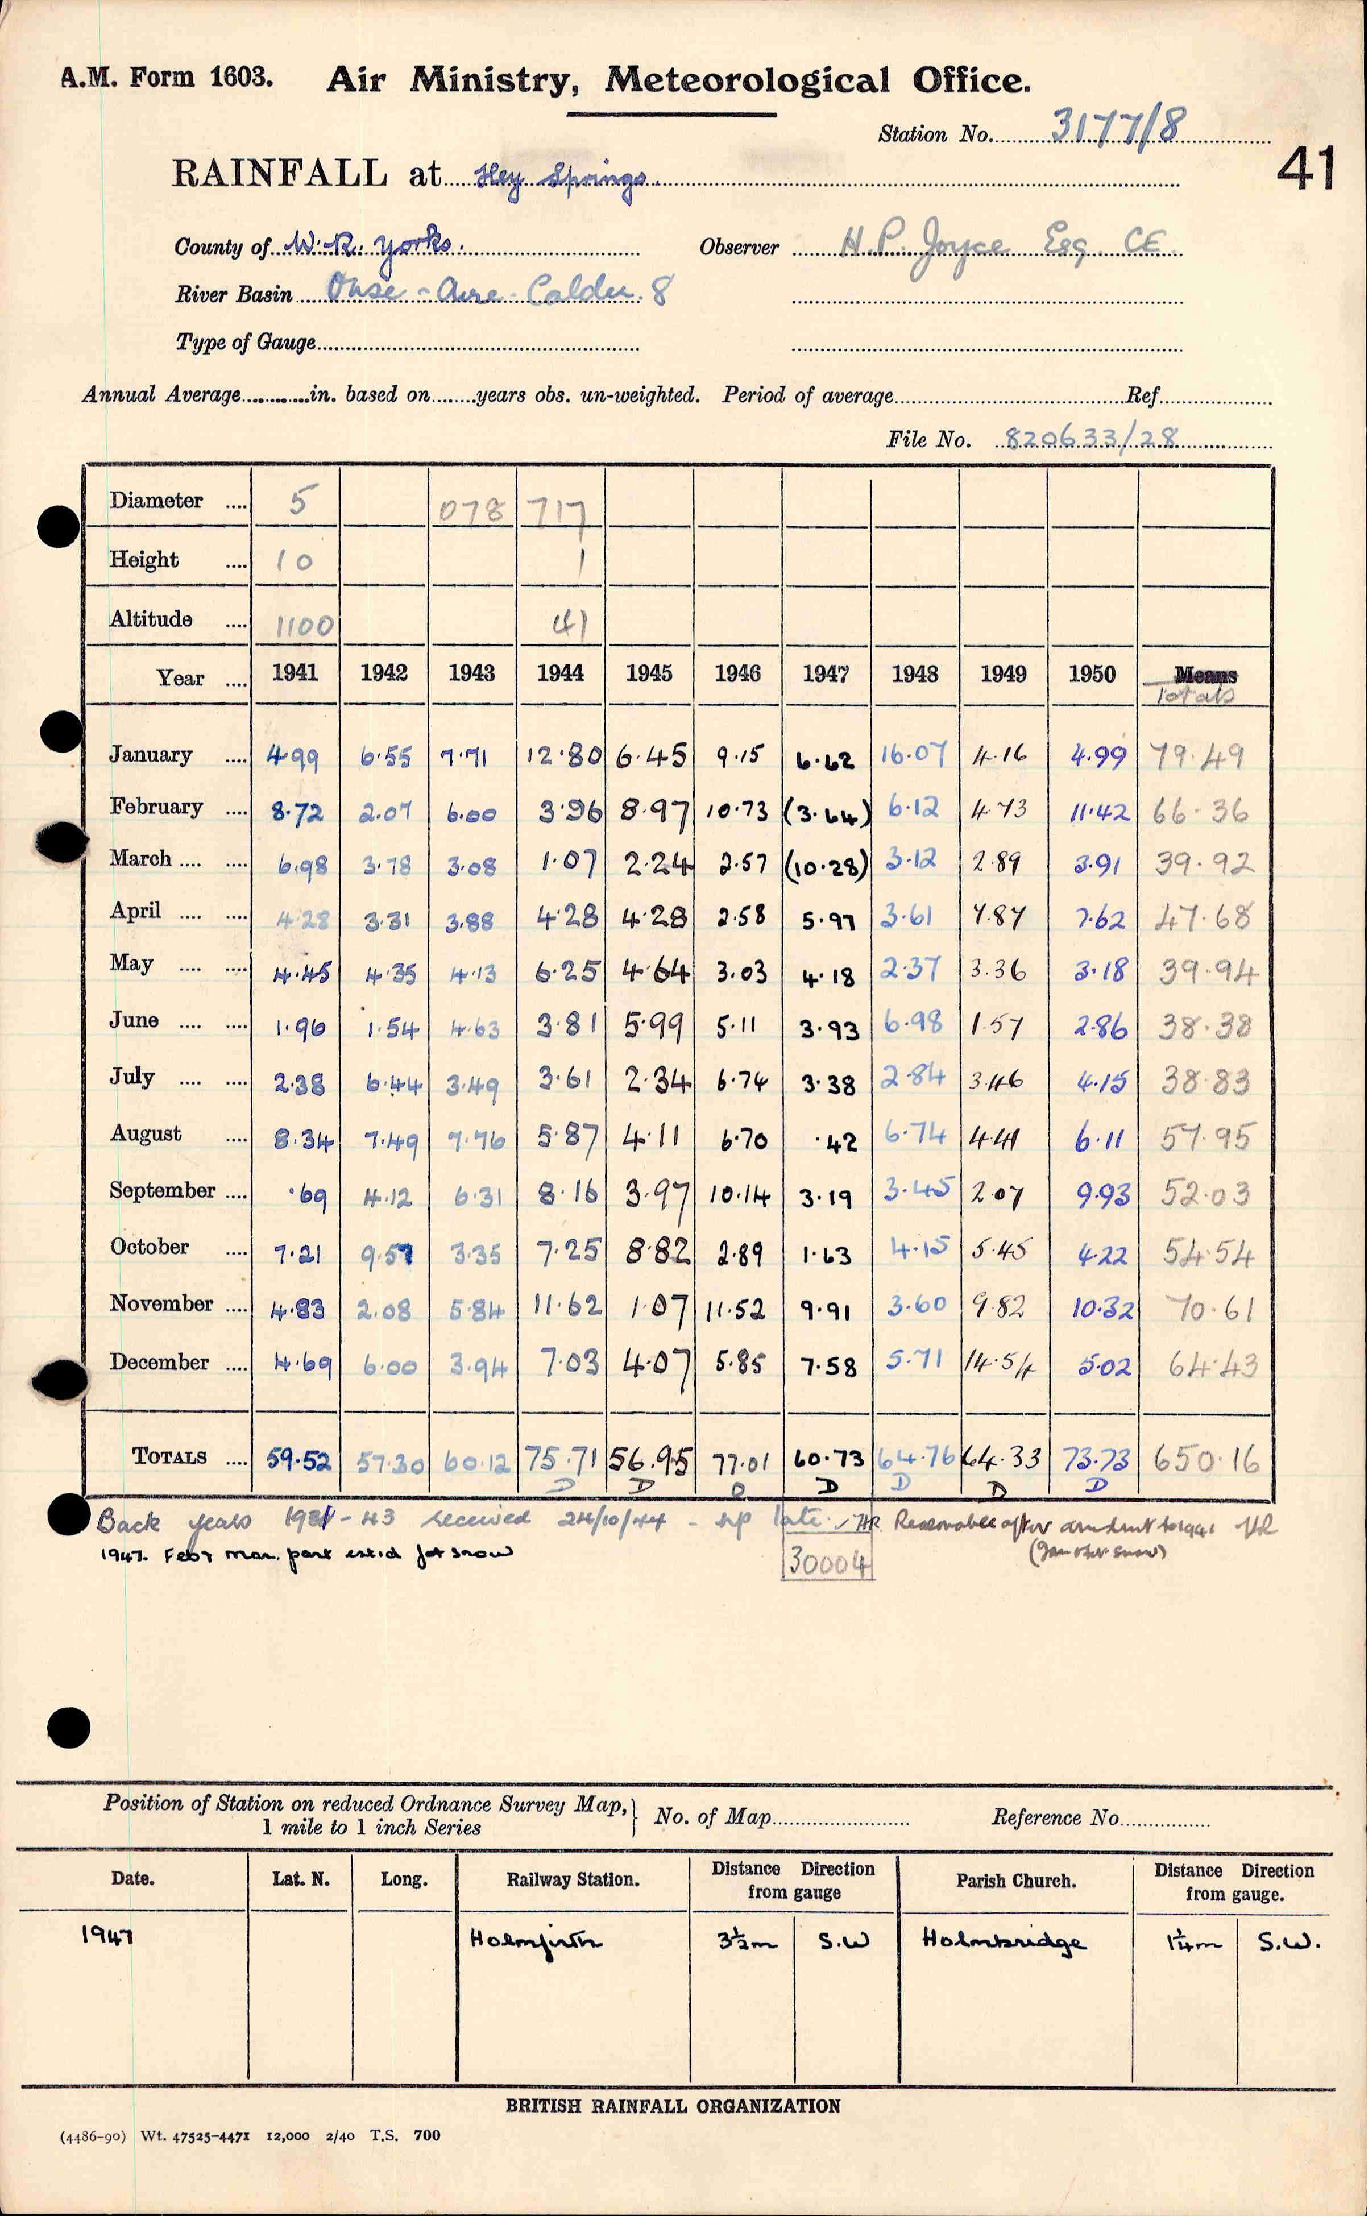 A.M. Form 1603. Air Ministry, Meteorological Office.
Station No. 3177/8
41
RAINFALL at Hey Springs.
County of W.R. Yorks. Observer H.P. Joyce Esq. C.E.
River Basin Ouse - Aire - Calder. 8
Type of Gauge
Annual Average in. based on years obs. un-weighted. Period of average Ref.
File No. 820633/28
Diameter .... 5 078 717
Height .... 10 1
Altitude .... 1100 41
Year .... 1941 1942 1943 1944 1945 1946 1947 1948 1949 1950 Means Totals
January .... 4.99 6.55 7.71 12.80 6.45 9.15 6.62 16.07 4.16 4.99 79.49
February .... 8.72 2.07 6.00 3.96 8.97 10.73 (3.64) 6.12 4.73 11.42 66.36
March .... .... 6.98 3.78 3.08 1.07 2.24 2.57 (10.28) 3.12 2.89 3.91 39.92
April .... .... 4.28 3.31 3.88 4.28 4.28 2.58 5.97 3.61 7.87 7.62 47.68
May .... .... 4.45 4.35 4.13 6.25 4.64 3.03 4.18 2.37 3.36 3.18 39.94
June .... .... 1.96 1.54 4.63 3.81 5.99 5.11 3.93 6.98 1.57 2.86 38.38
July .... .... 2.38 6.44 3.49 3.61 2.34 6.74 3.38 2.84 3.46 4.15 38.83
August .... 8.34 7.49 7.76 5.87 4.11 6.70 .42 6.74 4.41 6.11 57.95
September .... .69 4.12 6.31 8.16 3.97 10.14 3.19 3.45 2.07 9.93 52.03
October .... 7.21 9.57 3.35 7.25 8.82 2.89 1.63 4.15 5.45 4.22 54.54
November .... 4.83 2.08 5.84 11.62 1.07 11.52 9.91 3.60 9.82 10.32 70.61
December .... 4.69 6.00 3.94 7.03 4.07 5.85 7.58 5.71 14.54 5.02 64.43
TOTALS .... 59.52 57.30 60.12 75.71 56.95 77.01 60.73 64.76 64.33 73.73 650.16
D D D D D D D
Back years - 43 received 24/10/44 - late. Reasonable after to 1941
1947. Feb & Mar. part est'd for snow
30004
Position of Station on reduced Ordnance Survey Map, 1 mile to 1 inch Series } No. of Map Reference No.
Date. Lat. N. Long. Railway Station. Distance Direction from gauge Parish Church. Distance Direction from gauge.
1947 Holmfirth 3½m S.W Holmbridge 1¼m S.W.
BRITISH RAINFALL ORGANIZATION
(4486-90) Wt. 47525-4471 12,000 2/40 T.S. 700